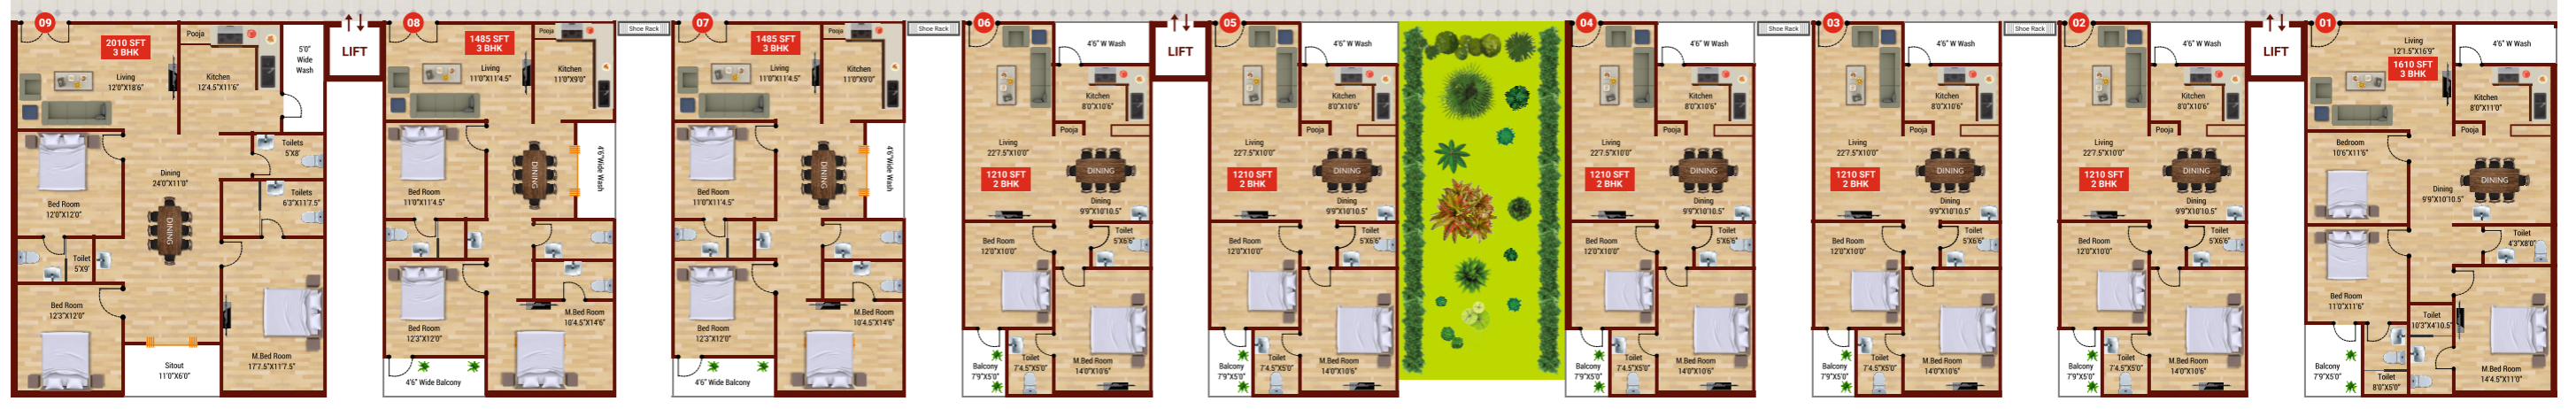 09
2010 SFT
3 BHK
Living
12'0"X18'6"
Pooja
Kitchen
12'4.5"X11'6"
5'0"
Wide
Wash
Toilets
5'X8'
Toilets
6'3"X11'7.5"
Dining
24'0"X11'0"
DINING
Bed Room
12'0"X12'0"
Toilet
5'X9'
Bed Room
12'3"X12'0"
Sitout
11'0"X6'0"
M.Bed Room
17'7.5"X11'7.5"
LIFT
08
1485 SFT
3 BHK
Living
11'0"X11'4.5"
Pooja
Kitchen
11'0"X9'0"
Bed Room
11'0"X11'4.5"
DINING
4'6"Wide Wash
Bed Room
12'3"X12'0"
M.Bed Room
10'4.5"X14'6"
4'6" Wide Balcony
Shoe Rack
07
1485 SFT
3 BHK
Living
11'0"X11'4.5"
Pooja
Kitchen
11'0"X9'0"
Bed Room
11'0"X11'4.5"
DINING
4'6"Wide Wash
Bed Room
12'3"X12'0"
M.Bed Room
10'4.5"X14'6"
4'6" Wide Balcony
Shoe Rack
06
4'6" W Wash
Kitchen
8'0"X10'6"
Pooja
Living
22'7.5"X10'0"
1210 SFT
2 BHK
DINING
Dining
9'9"X10'10.5"
Bed Room
12'0"X10'0"
Toilet
5'X6'6"
Balcony
7'9"X5'0"
Toilet
7'4.5"X5'0"
M.Bed Room
14'0"X10'6"
LIFT
05
4'6" W Wash
Kitchen
8'0"X10'6"
Pooja
Living
22'7.5"X10'0"
1210 SFT
2 BHK
DINING
Dining
9'9"X10'10.5"
Bed Room
12'0"X10'0"
Toilet
5'X6'6"
Balcony
7'9"X5'0"
Toilet
7'4.5"X5'0"
M.Bed Room
14'0"X10'6"
04
4'6" W Wash
Kitchen
8'0"X10'6"
Pooja
Living
22'7.5"X10'0"
1210 SFT
2 BHK
DINING
Dining
9'9"X10'10.5"
Bed Room
12'0"X10'0"
Toilet
5'X6'6"
Balcony
7'9"X5'0"
Toilet
7'4.5"X5'0"
M.Bed Room
14'0"X10'6"
Shoe Rack
03
4'6" W Wash
Kitchen
8'0"X10'6"
Pooja
Living
22'7.5"X10'0"
1210 SFT
2 BHK
DINING
Dining
9'9"X10'10.5"
Bed Room
12'0"X10'0"
Toilet
5'X6'6"
Balcony
7'9"X5'0"
Toilet
7'4.5"X5'0"
M.Bed Room
14'0"X10'6"
Shoe Rack
02
4'6" W Wash
Kitchen
8'0"X10'6"
Pooja
Living
22'7.5"X10'0"
1210 SFT
2 BHK
DINING
Dining
9'9"X10'10.5"
Bed Room
12'0"X10'0"
Toilet
5'X6'6"
Balcony
7'9"X5'0"
Toilet
7'4.5"X5'0"
M.Bed Room
14'0"X10'6"
LIFT
01
Living
12'1.5"X16'9"
1610 SFT
3 BHK
4'6" W Wash
Kitchen
8'0"X11'0"
Pooja
Bedroom
10'6"X11'6"
DINING
Dining
9'9"X10'10.5"
Toilet
4'3"X8'0"
Bed Room
11'0"X11'6"
Toilet
10'3"X4'10.5"
Balcony
7'9"X5'0"
Toilet
8'0"X5'0"
M.Bed Room
14'4.5"X11'0"